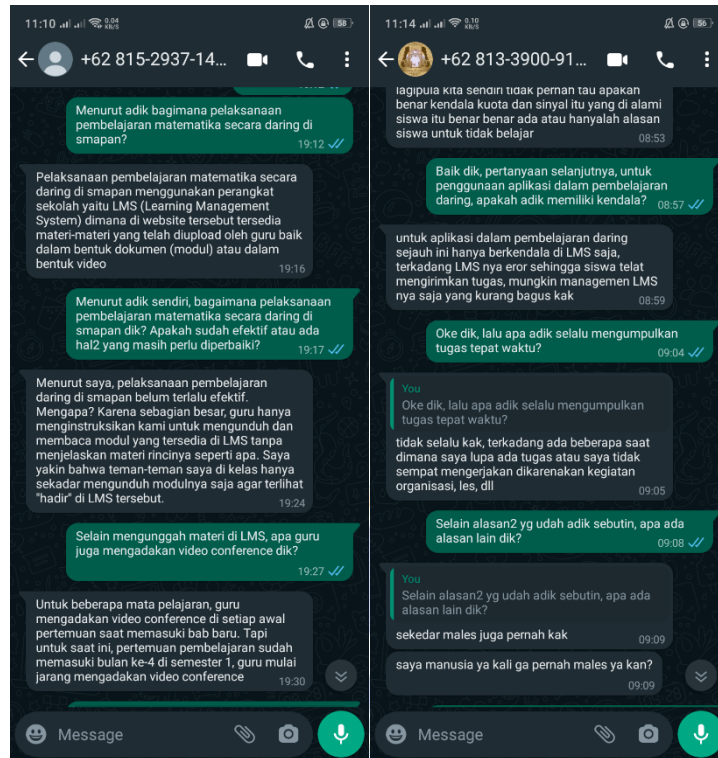 11:10
0.04
KB/S
58
+62 815-2937-14...
Menurut adik bagimana pelaksanaan
pembelajaran matematika secara daring di
smapan?
19:12
Pelaksanaan pembelajaran matematika secara
daring di smapan menggunakan perangkat
sekolah yaitu LMS (Learning Management
System) dimana di website tersebut tersedia
materi-materi yang telah diupload oleh guru baik
dalam bentuk dokumen (modul) atau dalam
bentuk video
19:16
Menurut adik sendiri, bagaimana pelaksanaan
pembelajaran matematika secara daring di
smapan dik? Apakah sudah efektif atau ada
hal2 yang masih perlu diperbaiki?
19:17
Menurut saya, pelaksanaan pembelajaran
daring di smapan belum terlalu efektif.
Mengapa? Karena sebagian besar, guru hanya
menginstruksikan kami untuk mengunduh dan
membaca modul yang tersedia di LMS tanpa
menjelaskan materi rincinya seperti apa. Saya
yakin bahwa teman-teman saya di kelas hanya
sekadar mengunduh modulnya saja agar terlihat
"hadir" di LMS tersebut.
19:24
Selain mengunggah materi di LMS, apa guru
juga mengadakan video conference dik?
19:27
Untuk beberapa mata pelajaran, guru
mengadakan video conference di setiap awal
pertemuan saat memasuki bab baru. Tapi
untuk saat ini, pertemuan pembelajaran sudah
memasuki bulan ke-4 di semester 1, guru mulai
jarang mengadakan video conference
19:30
Message
11:14
0.10
KB/S
56
+62 813-3900-91...
lagipula kita sendiri tidak pernah tau apakah
benar kendala kuota dan sinyal itu yang di alami
siswa itu benar benar ada atau hanyalah alasan
siswa untuk tidak belajar
08:53
Baik dik, pertanyaan selanjutnya, untuk
penggunaan aplikasi dalam pembelajaran
daring, apakah adik memiliki kendala?
08:57
untuk aplikasi dalam pembelajaran daring
sejauh ini hanya berkendala di LMS saja,
terkadang LMS nya eror sehingga siswa telat
mengirimkan tugas, mungkin managemen LMS
nya saja yang kurang bagus kak
08:59
Oke dik, lalu apa adik selalu mengumpulkan
tugas tepat waktu?
09:04
You
Oke dik, lalu apa adik selalu mengumpulkan
tugas tepat waktu?
tidak selalu kak, terkadang ada beberapa saat
dimana saya lupa ada tugas atau saya tidak
sempat mengerjakan dikarenakan kegiatan
organisasi, les, dll
09:05
Selain alasan2 yg udah adik sebutin, apa ada
alasan lain dik?
09:08
You
Selain alasan2 yg udah adik sebutin, apa ada
alasan lain dik?
sekedar males juga pernah kak
09:09
saya manusia ya kali ga pernah males ya kan?
09:09
Message